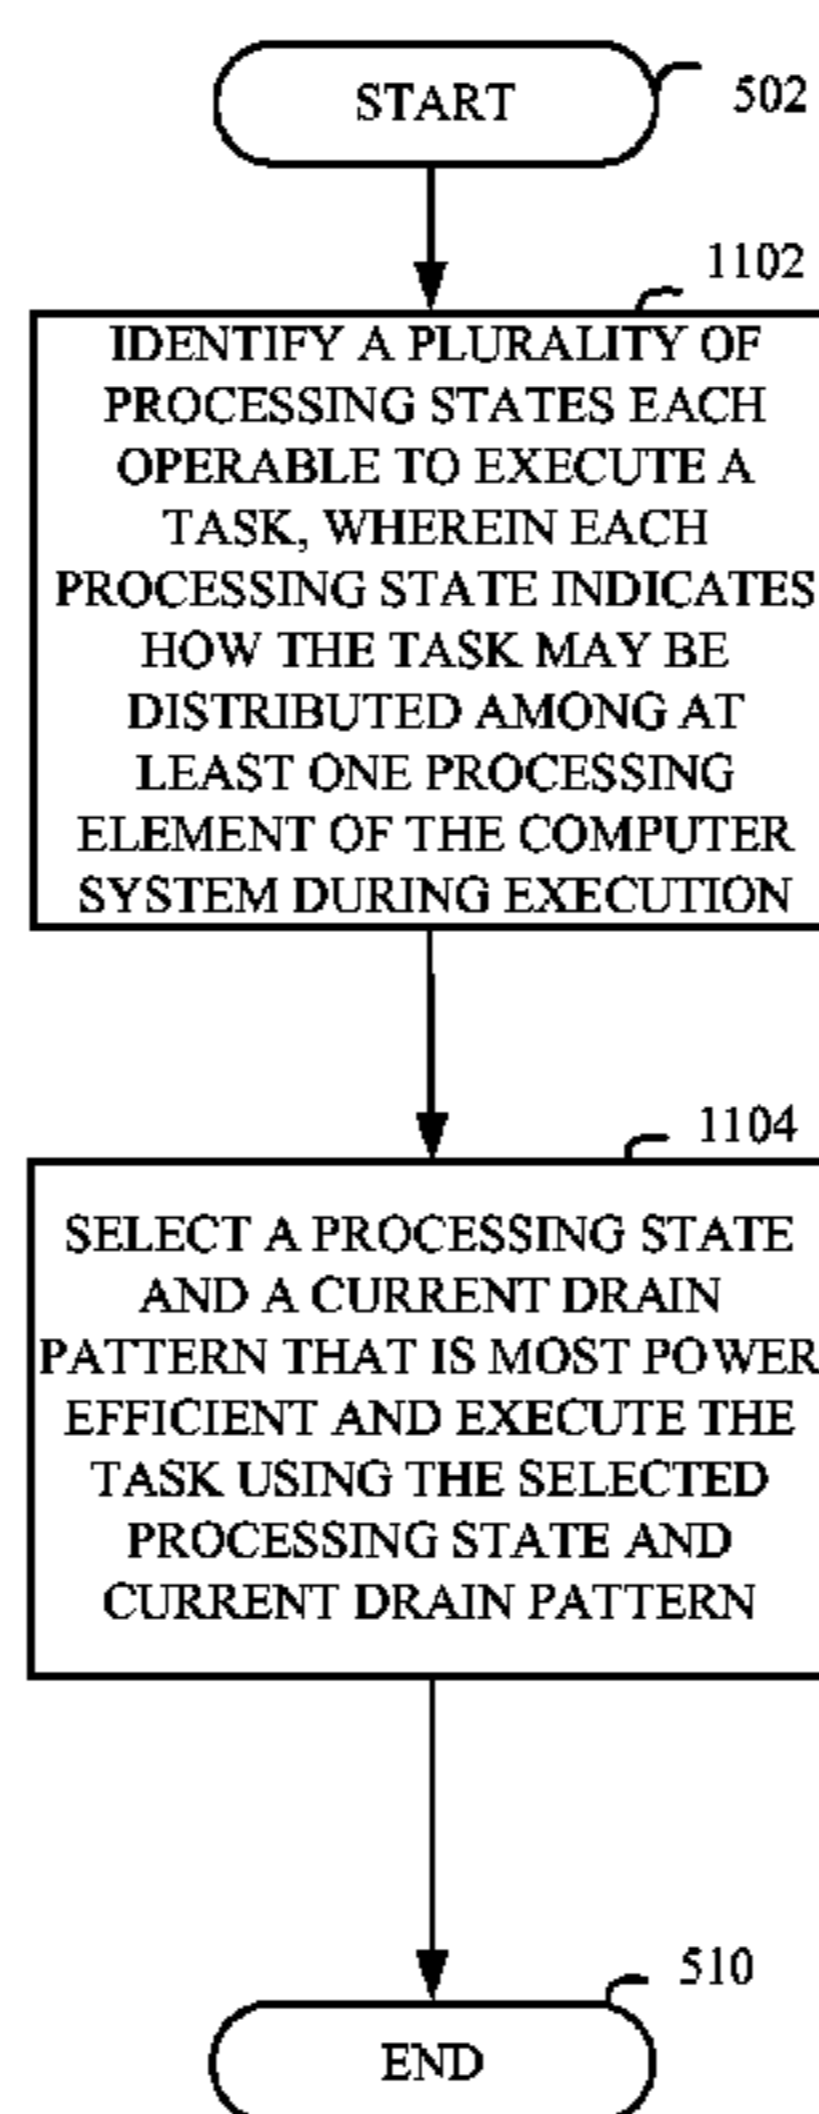 START
502
1102
IDENTIFY A PLURALITY OF
PROCESSING STATES EACH
OPERABLE TO EXECUTE A
TASK, WHEREIN EACH
PROCESSING STATE INDICATES
HOW THE TASK MAY BE
DISTRIBUTED AMONG AT
LEAST ONE PROCESSING
ELEMENT OF THE COMPUTER
SYSTEM DURING EXECUTION
1104
SELECT A PROCESSING STATE
AND A CURRENT DRAIN
PATTERN THAT IS MOST POWER
EFFICIENT AND EXECUTE THE
TASK USING THE SELECTED
PROCESSING STATE AND
CURRENT DRAIN PATTERN
510
END